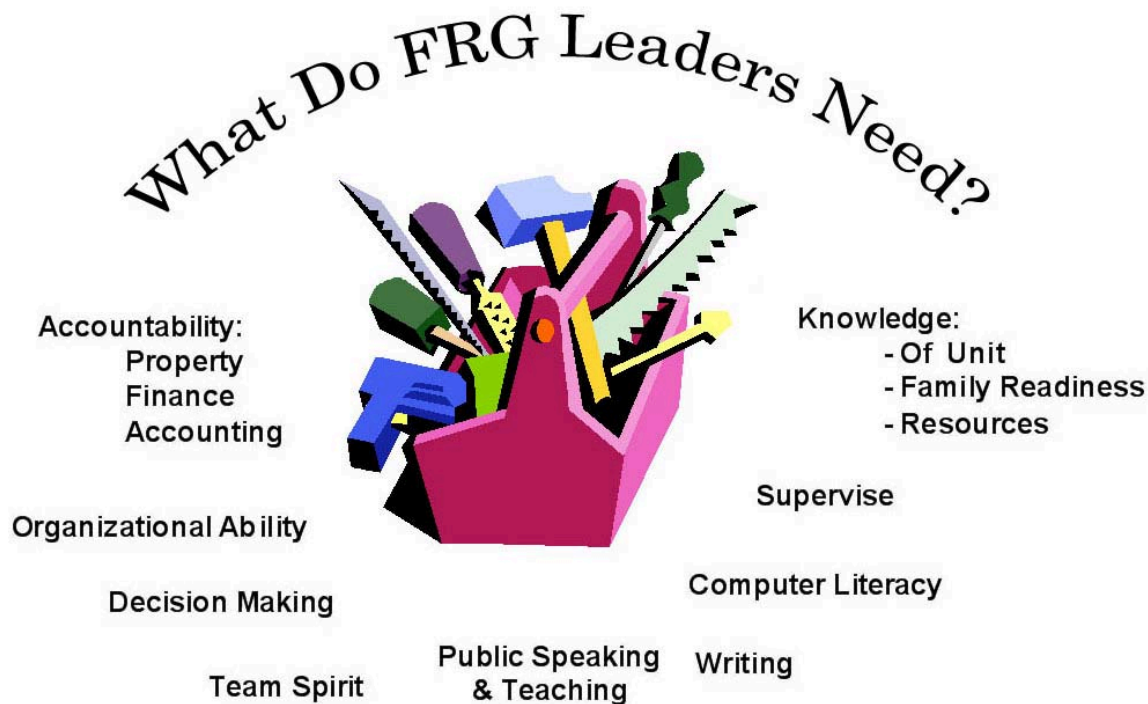 What Do FRG Leaders Need?
Accountability:
Property
Finance
Accounting
Organizational Ability
Decision Making
Team Spirit
Public Speaking
& Teaching
Knowledge:
- Of Unit
- Family Readiness
- Resources
Supervise
Computer Literacy
Writing